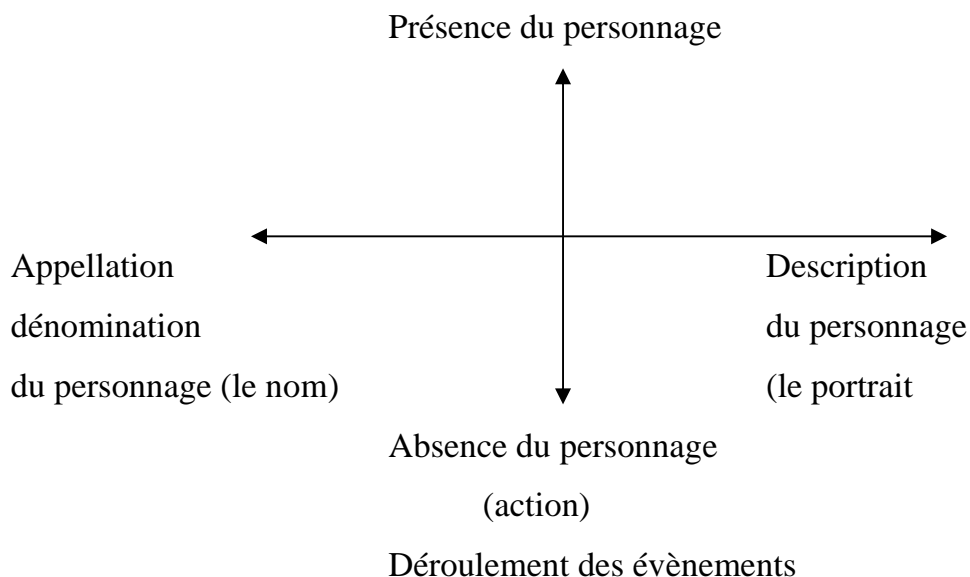 Présence du personnage
Appellation
dénomination
du personnage (le nom)
Description
du personnage
(le portrait
Absence du personnage
(action)
Déroulement des évènements